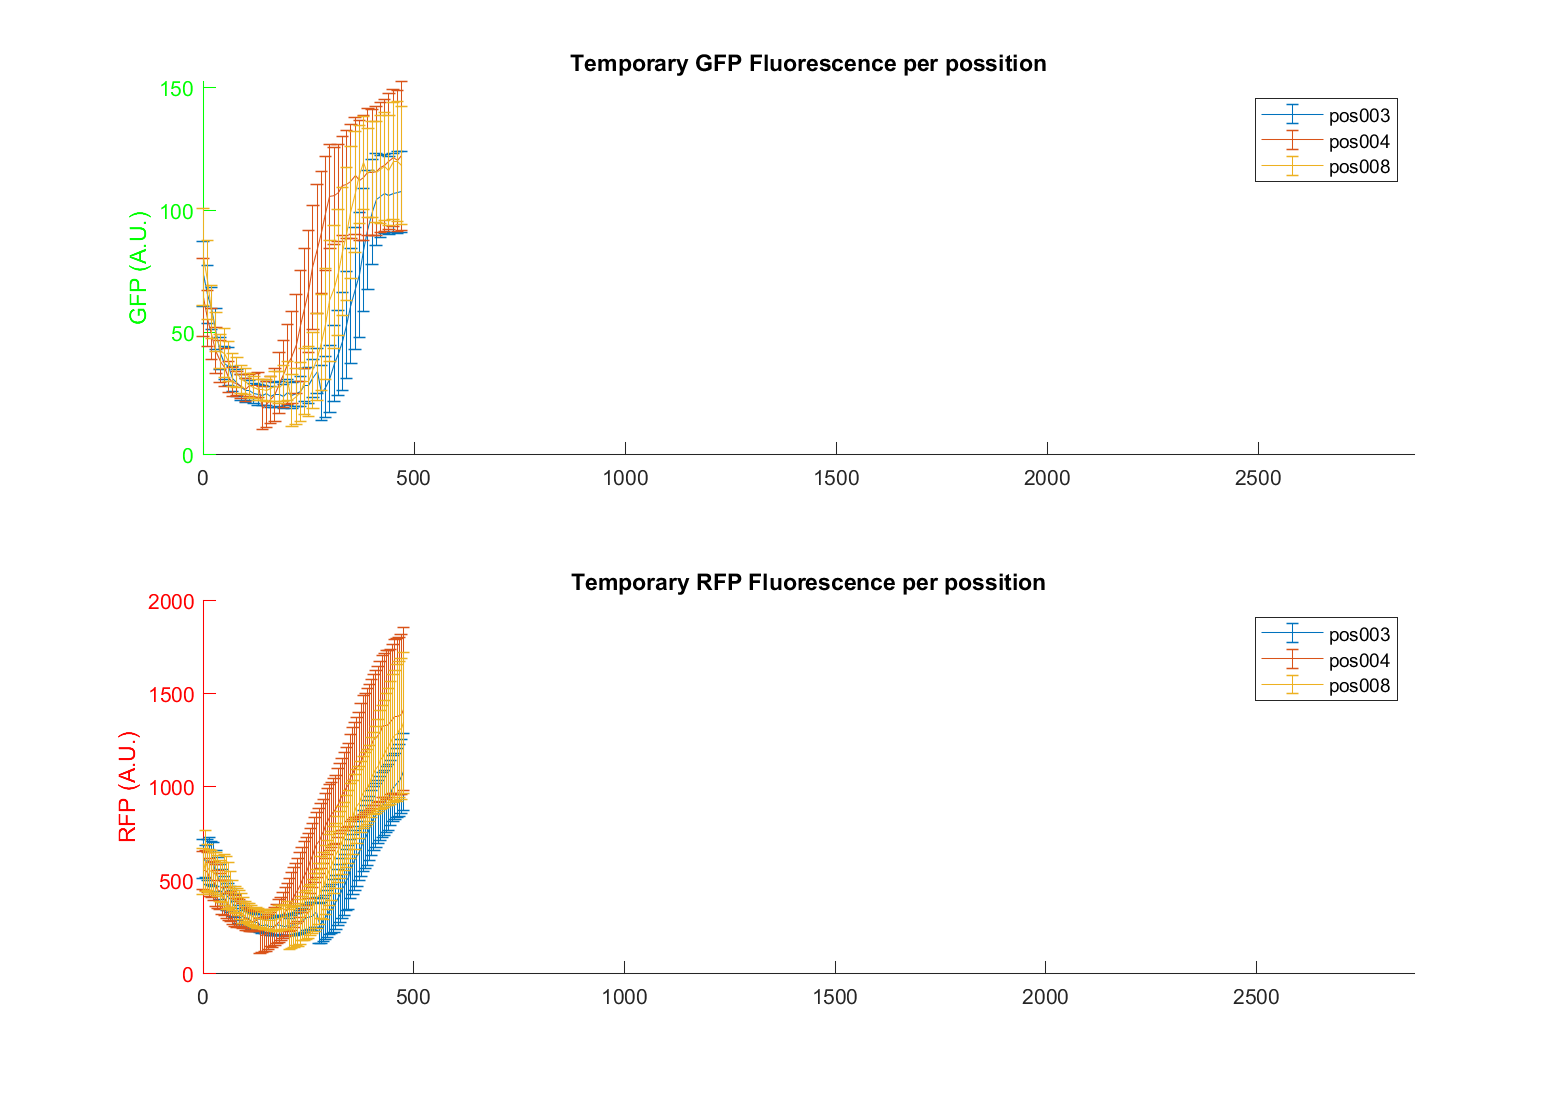 Temporary GFP Fluorescence per possition
GFP (A.U.)
150
100
50
0
0 500 1000 1500 2000 2500
pos003
pos004
pos008
Temporary RFP Fluorescence per possition
RFP (A.U.)
2000
1500
1000
500
0
0 500 1000 1500 2000 2500
pos003
pos004
pos008